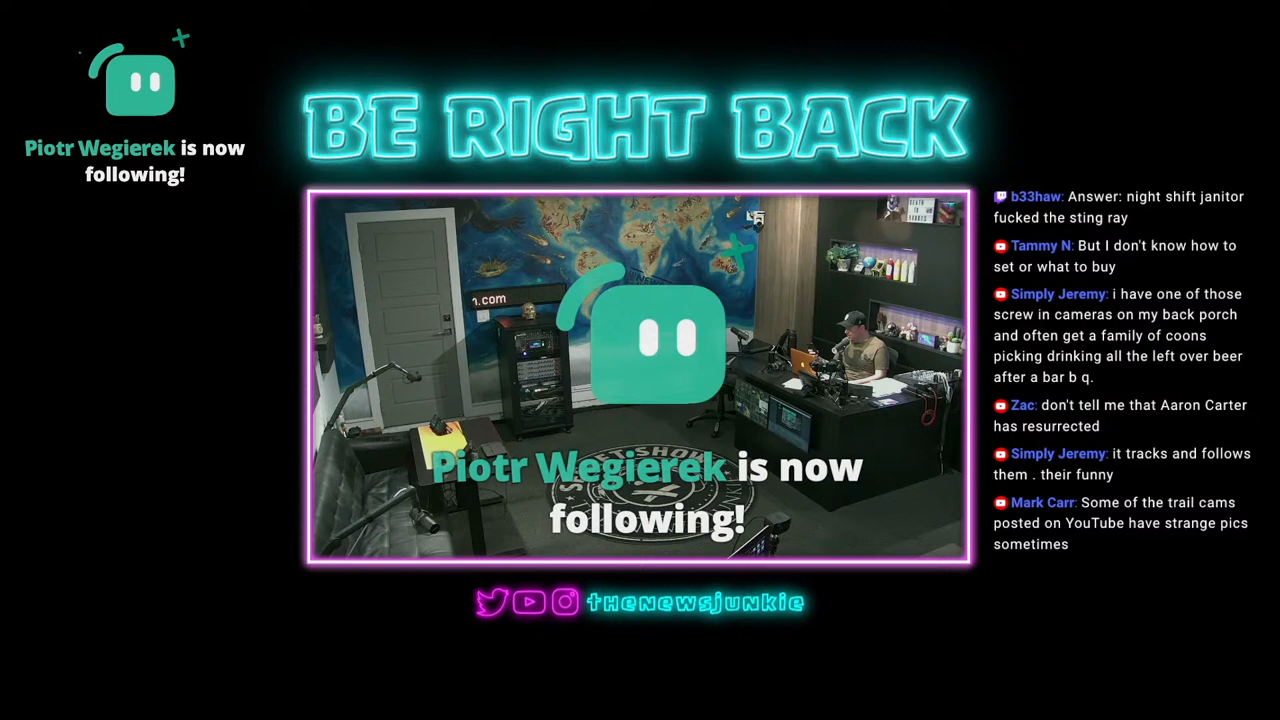 Piotr Wegierek is now
following!
BE RIGHT BACK
n.com
Piotr Wegierek is now
following!
thenewsjunkie
b33haw: Answer: night shift janitor
fucked the sting ray
Tammy N: But I don't know how to
set or what to buy
Simply Jeremy: i have one of those
screw in cameras on my back porch
and often get a family of coons
picking drinking all the left over beer
after a bar b q.
Zac: don't tell me that Aaron Carter
has resurrected
Simply Jeremy: it tracks and follows
them . their funny
Mark Carr: Some of the trail cams
posted on YouTube have strange pics
sometimes